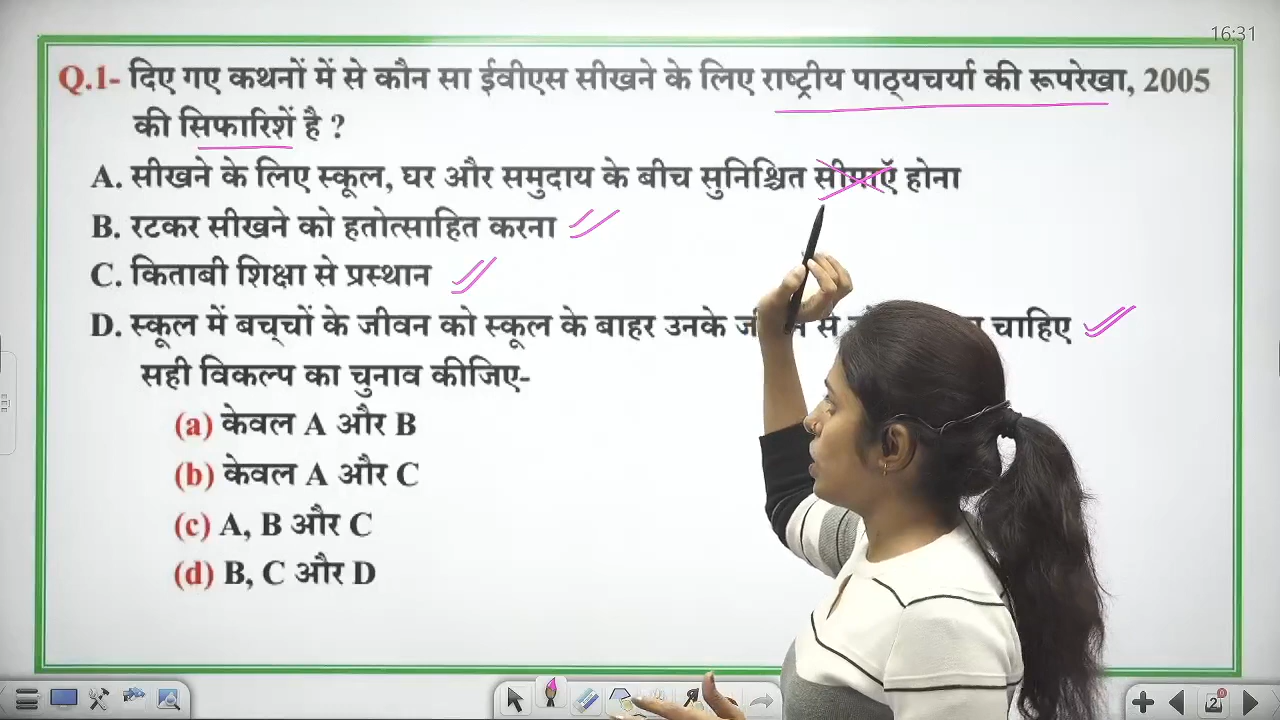 16:31
Q.1- दिए गए कथनों में से कौन सा ईवीएस सीखने के लिए राष्ट्रीय पाठ्यचर्या की रूपरेखा, 2005
की सिफारिशें है ?
A. सीखने के लिए स्कूल, घर और समुदाय के बीच सुनिश्चित सीमाएँ होना
B. रटकर सीखने को हतोत्साहित करना
C. किताबी शिक्षा से प्रस्थान
D. स्कूल में बच्चों के जीवन को स्कूल के बाहर उनके से चाहिए
सही विकल्प का चुनाव कीजिए-
(a) केवल A और B
(b) केवल A और C
(c) A, B और C
(d) B, C और D
2